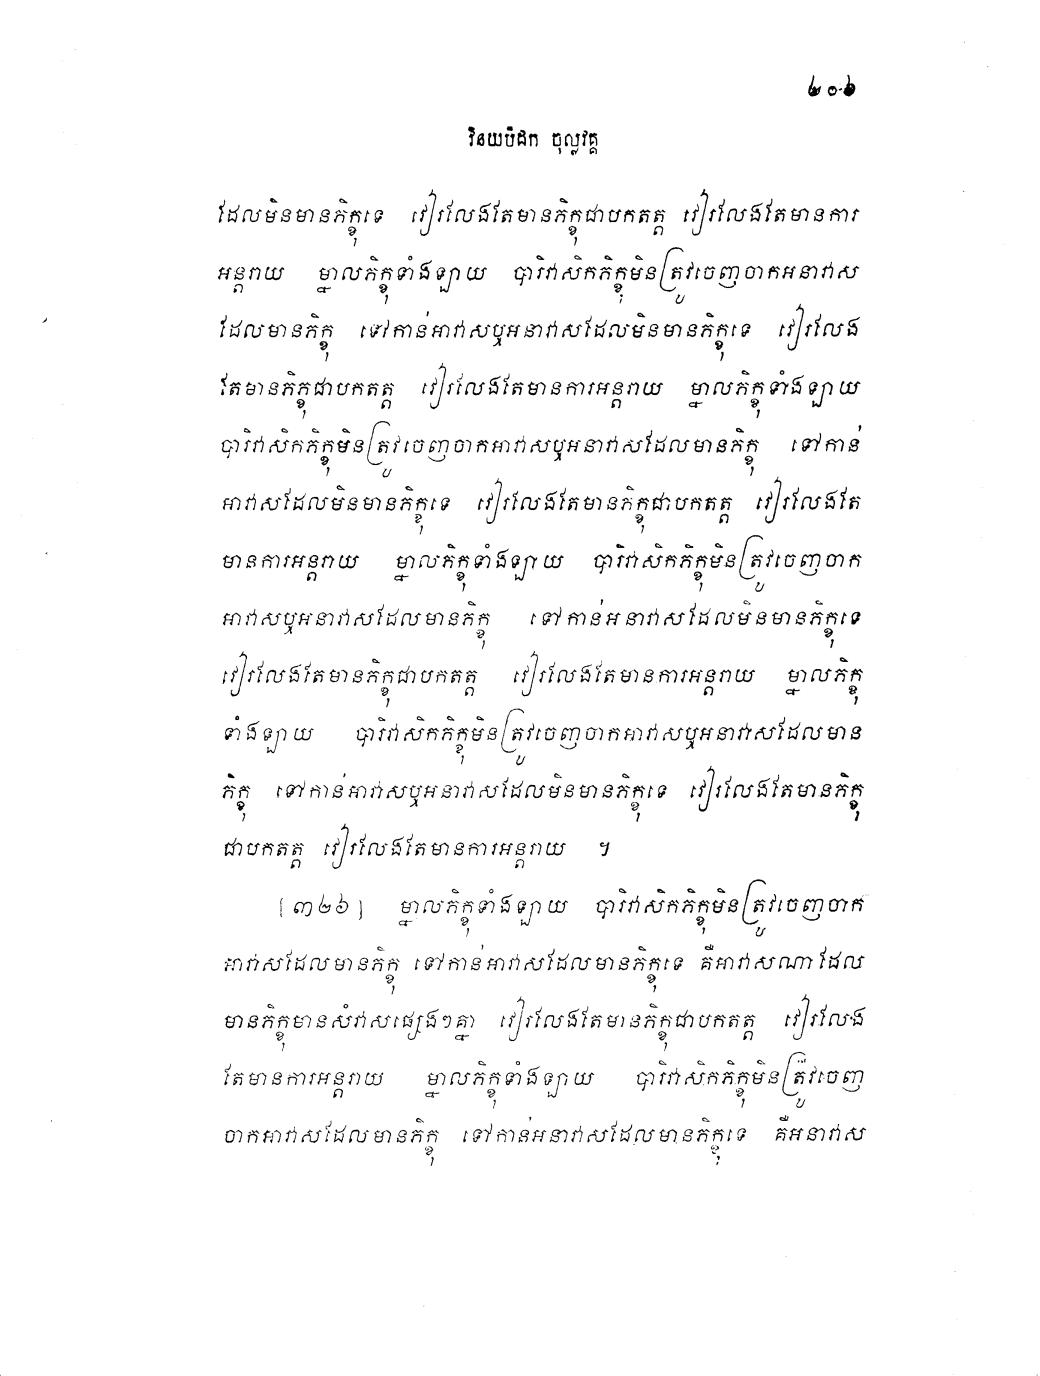 ២០៦
វិនយបិដក ចុល្លវគ្គ
ដែលមិនមានភិក្ខុទេ វៀរលែងតែមានភិក្ខុជាបកតត្ត វៀរលែងតែមានការ
អន្តរាយ ម្នាលភិក្ខុទាំងឡាយ បារិវាសិកភិក្ខុមិនត្រូវចេញចាកអនាវាស
ដែលមានភិក្ខុ ទៅកាន់អាវាសឬអនាវាសដែលមិនមានភិក្ខុទេ វៀរលែង
តែមានភិក្ខុជាបកតត្ត វៀរលែងតែមានការអន្តរាយ ម្នាលភិក្ខុទាំងឡាយ
បារិវាសិកភិក្ខុមិនត្រូវចេញចាកអាវាសឬអនាវាសដែលមានភិក្ខុ ទៅកាន់
អាវាសដែលមិនមានភិក្ខុទេ វៀរលែងតែមានភិក្ខុជាបកតត្ត វៀរលែងតែ
មានការអន្តរាយ ម្នាលភិក្ខុទាំងឡាយ បារិវាសិកភិក្ខុមិនត្រូវចេញចាក
អាវាសឬអនាវាសដែលមានភិក្ខុ ទៅកាន់អនាវាសដែលមិនមានភិក្ខុទេ
វៀរលែងតែមានភិក្ខុជាបកតត្ត វៀរលែងតែមានការអន្តរាយ ម្នាលភិក្ខុ
ទាំងឡាយ បារិវាសិកភិក្ខុមិនត្រូវចេញចាកអាវាសឬអនាវាសដែលមាន
ភិក្ខុ ទៅកាន់អាវាសឬអនាវាសដែលមិនមានភិក្ខុទេ វៀរលែងតែមានភិក្ខុ
ជាបកតត្ត វៀរលែងតែមានការអន្តរាយ ។
[៣២៦] ម្នាលភិក្ខុទាំងឡាយ បារិវាសិកភិក្ខុមិនត្រូវចេញចាក
អាវាសដែលមានភិក្ខុ ទៅកាន់អាវាសដែលមានភិក្ខុទេ គឺអាវាសណាដែល
មានភិក្ខុមានសំវាសផ្សេងៗគ្នា វៀរលែងតែមានភិក្ខុជាបកតត្ត វៀរលែង
តែមានការអន្តរាយ ម្នាលភិក្ខុទាំងឡាយ បារិវាសិកភិក្ខុមិនត្រូវចេញ
ចាកអាវាសដែលមានភិក្ខុ ទៅកាន់អនាវាសដែលមានភិក្ខុទេ គឺអនាវាស